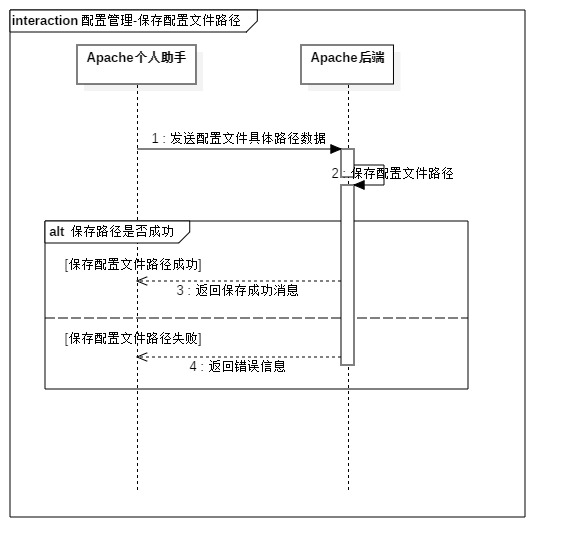 interaction 配置管理-保存配置文件路径
Apache个人助手
Apache后端
1 : 发送配置文件具体路径数据
2 : 保存配置文件路径
alt 保存路径是否成功
[保存配置文件路径成功]
3 : 返回保存成功消息
[保存配置文件路径失败]
4 : 返回错误信息